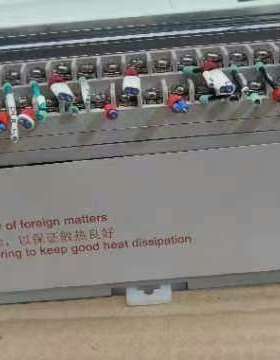 y of foreign matters
，以保证散热良好
ring to keep good heat dissipation